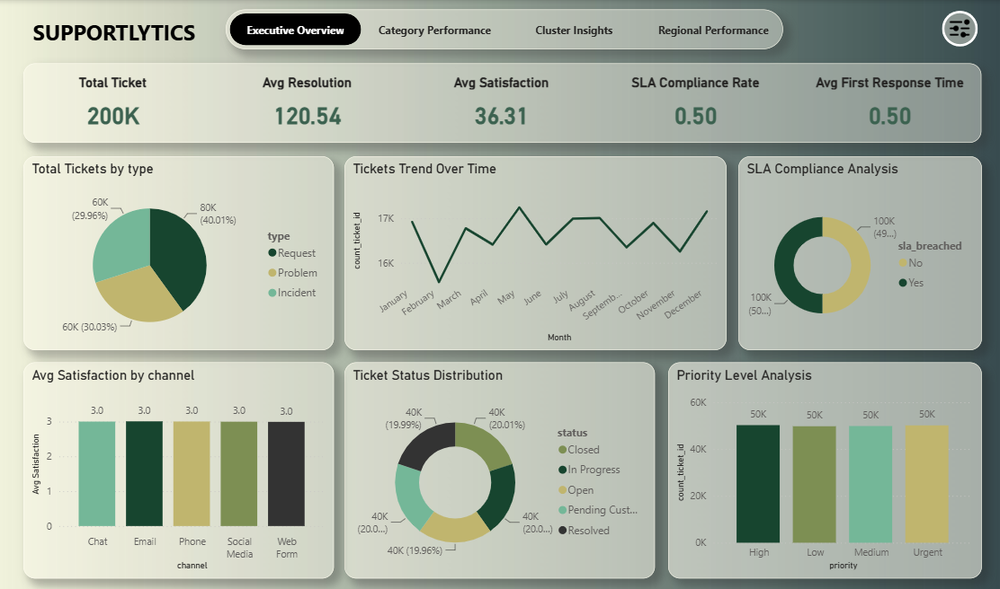 SUPPORTLYTICS
Executive Overview
Category Performance
Cluster Insights
Regional Performance
Total Ticket
Avg Resolution
Avg Satisfaction
SLA Compliance Rate
Avg First Response Time
200K
120.54
36.31
0.50
0.50
Total Tickets by type
60K
(29.96%)
80K
(40.01%)
60K (30.03%)
type
Request
Problem
Incident
Tickets Trend Over Time
count_ticket_id
17K
16K
January
February
March
April
May
June
July
August
Septemb...
October
November
December
Month
SLA Compliance Analysis
100K
(49...)
100K
(50...)
sla_breached
No
Yes
Avg Satisfaction by channel
Avg Satisfaction
3
2
1
0
3.0
3.0
3.0
3.0
3.0
Chat
Email
Phone
Social
Media
Web
Form
channel
Ticket Status Distribution
40K
(19.99%)
40K
(20.01%)
40K
(20.0...)
40K
(20.0...)
40K (19.96%)
status
Closed
In Progress
Open
Pending Cust...
Resolved
Priority Level Analysis
count_ticket_id
60K
40K
20K
0K
50K
50K
50K
50K
High
Low
Medium
Urgent
priority